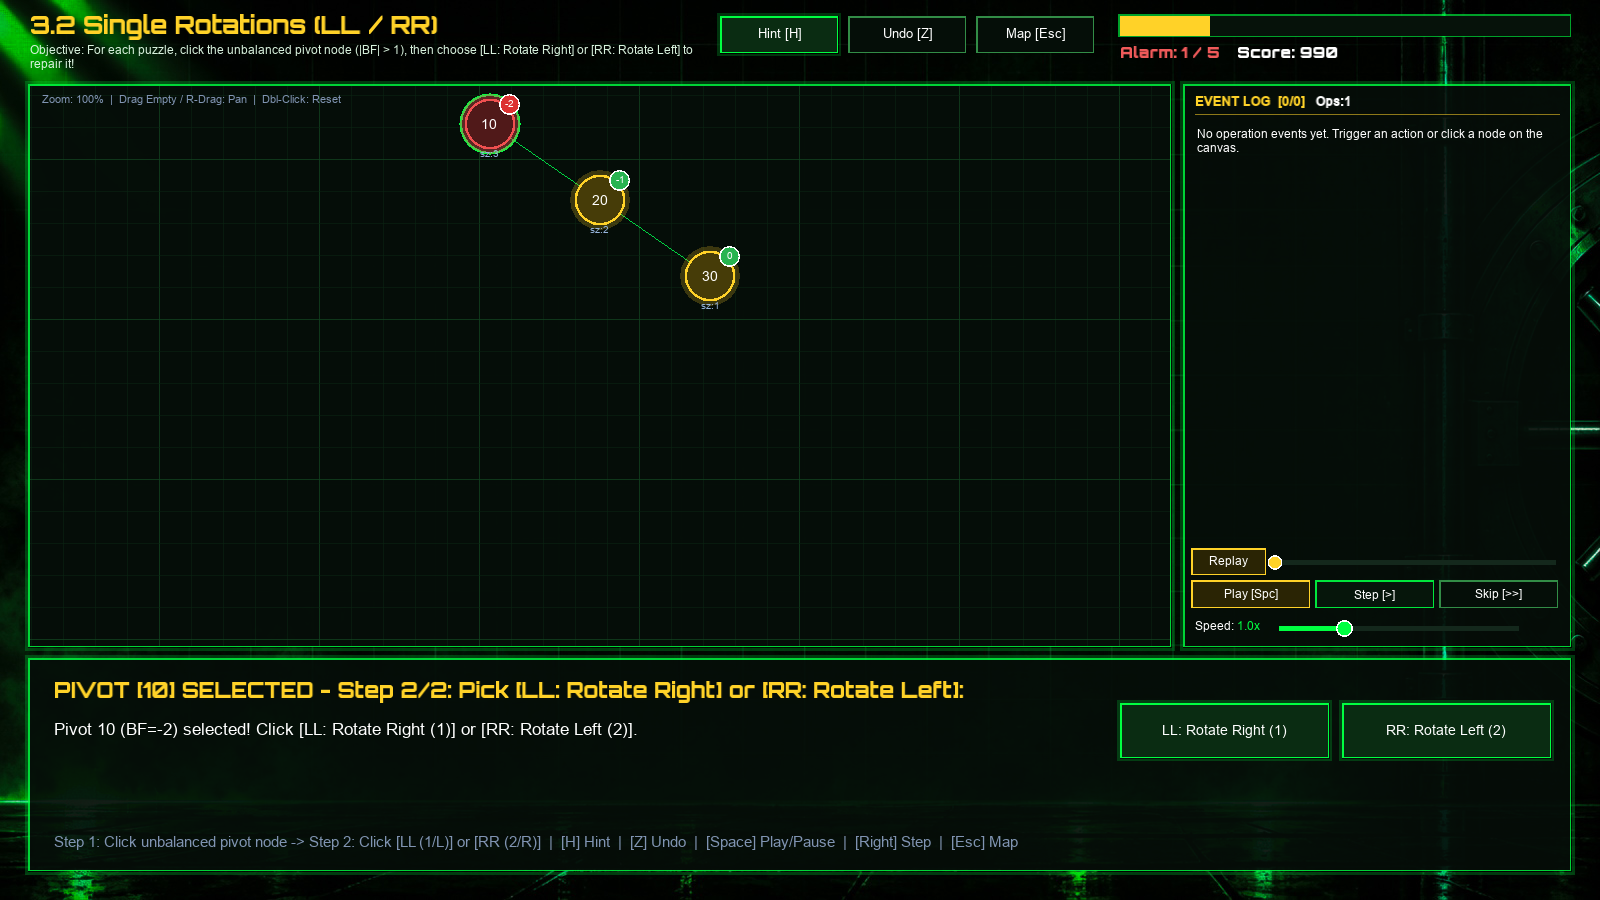 3.2 Single Rotations (LL / RR)
Objective: For each puzzle, click the unbalanced pivot node (|BF| > 1), then choose [LL: Rotate Right] or [RR: Rotate Left] to
repair it!
Hint [H]
Undo [Z]
Map [Esc]
Alarm: 1 / 5
Score: 990
Zoom: 100%  |  Drag Empty / R-Drag: Pan  |  Dbl-Click: Reset
-2
10
sz:3
-1
20
sz:2
0
30
sz:1
EVENT LOG  [0/0]   Ops:1
No operation events yet. Trigger an action or click a node on the
canvas.
Replay
Play [Spc]
Step [>]
Skip [>>]
Speed: 1.0x
PIVOT [10] SELECTED - Step 2/2: Pick [LL: Rotate Right] or [RR: Rotate Left]:
Pivot 10 (BF=-2) selected! Click [LL: Rotate Right (1)] or [RR: Rotate Left (2)].
LL: Rotate Right (1)
RR: Rotate Left (2)
Step 1: Click unbalanced pivot node -> Step 2: Click [LL (1/L)] or [RR (2/R)]  |  [H] Hint  |  [Z] Undo  |  [Space] Play/Pause  |  [Right] Step  |  [Esc] Map